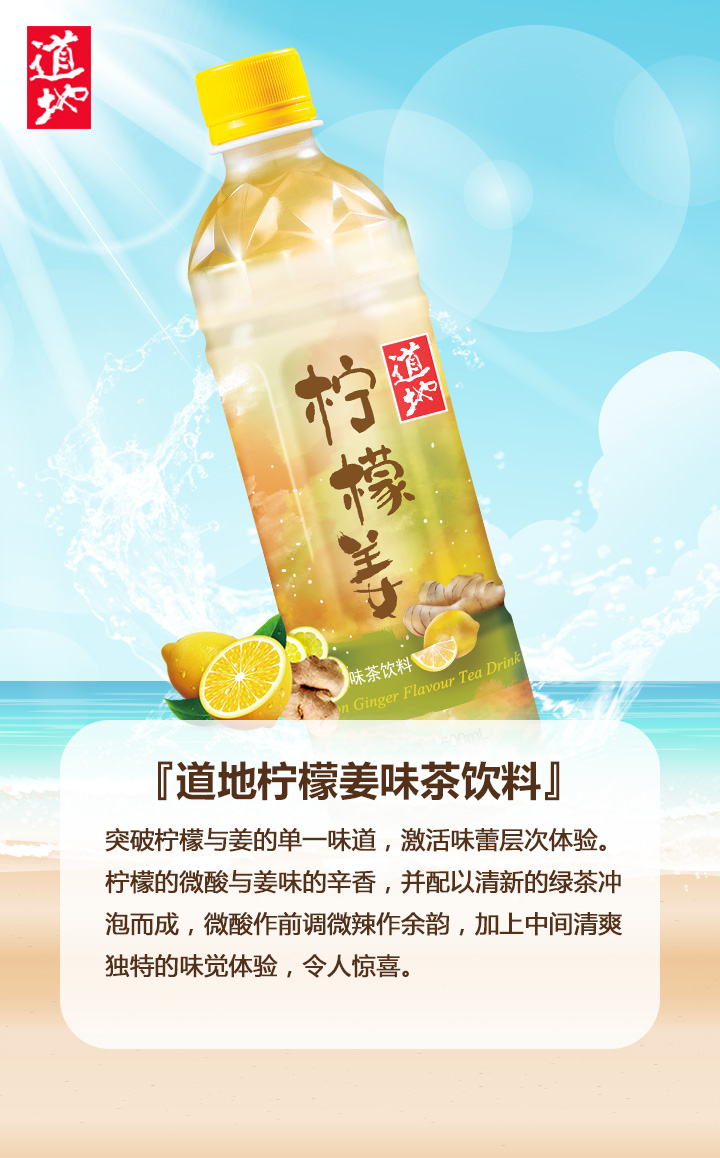 道地
道地
柠檬姜
味茶饮料
Ginger Flavour Tea Drink
『道地柠檬姜味茶饮料』
突破柠檬与姜的单一味道，激活味蕾层次体验。
柠檬的微酸与姜味的辛香，并配以清新的绿茶冲
泡而成，微酸作前调微辣作余韵，加上中间清爽
独特的味觉体验，令人惊喜。